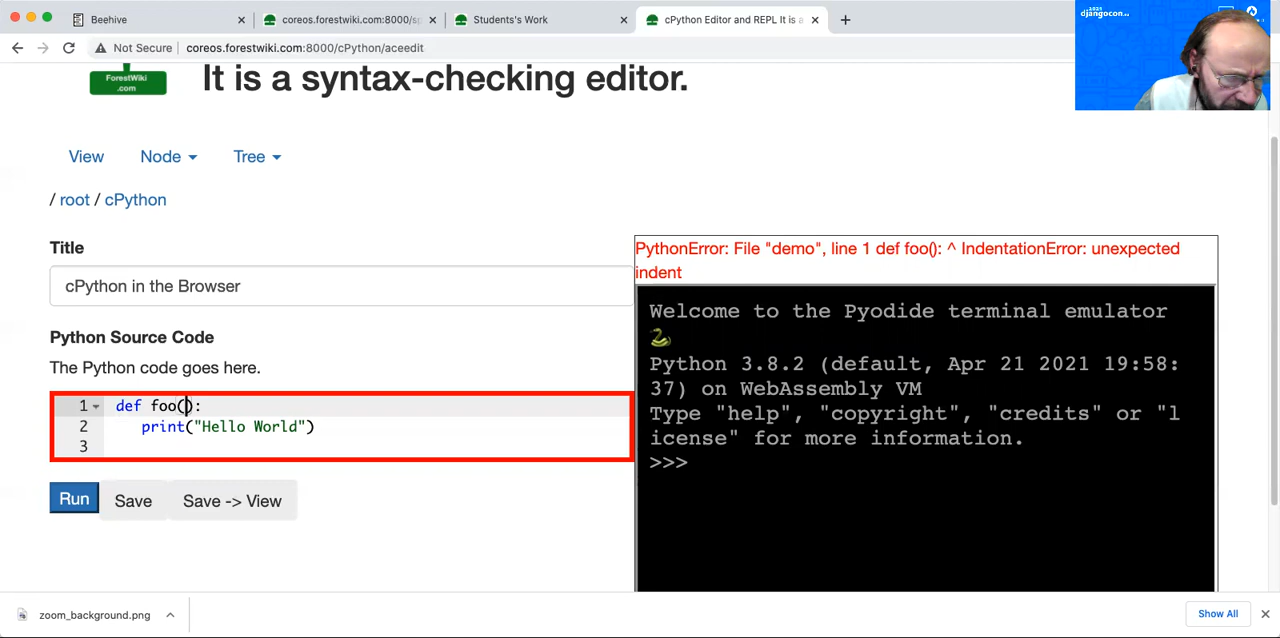 Beehive
coreos.forestwiki.com:8000/sp
Students's Work
cPython Editor and REPL It is a
Not Secure
coreos.forestwiki.com:8000/cPython/aceedit
2021
djangocon
ForestWiki
.com
It is a syntax-checking editor.
View Node Tree
/ root / cPython
Title
cPython in the Browser
Python Source Code
The Python code goes here.
1 def foo():
2 print("Hello World")
3
Run Save Save -> View
PythonError: File "demo", line 1 def foo(): ^ IndentationError: unexpected
indent
Welcome to the Pyodide terminal emulator
🐍
Python 3.8.2 (default, Apr 21 2021 19:58:
37) on WebAssembly VM
Type "help", "copyright", "credits" or "l
icense" for more information.
>>>
zoom_background.png
Show All